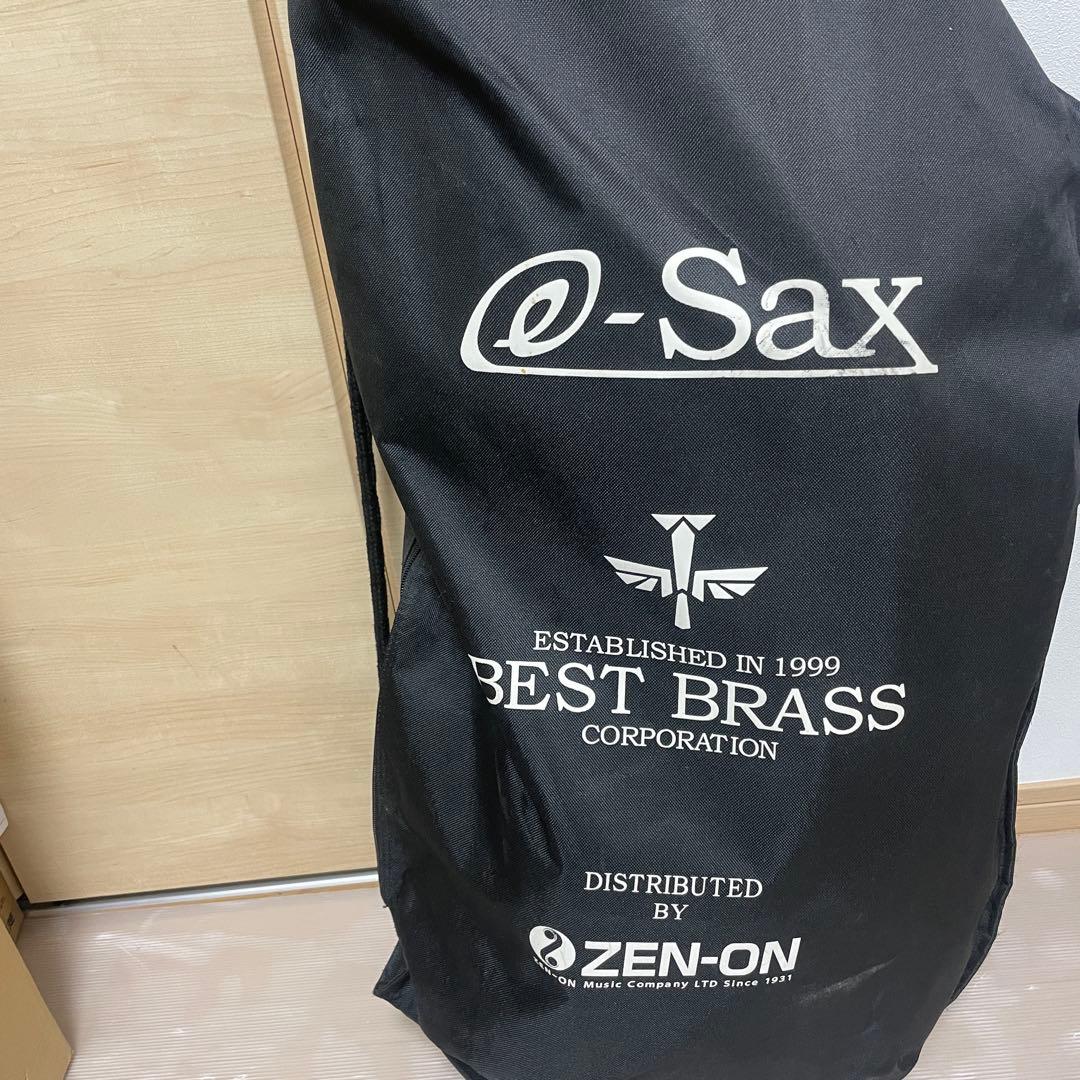 e-Sax
ESTABLISHED IN 1999
BEST BRASS
CORPORATION
DISTRIBUTED
BY
ZEN-ON
ZEN-ON Music Company LTD Since 1931